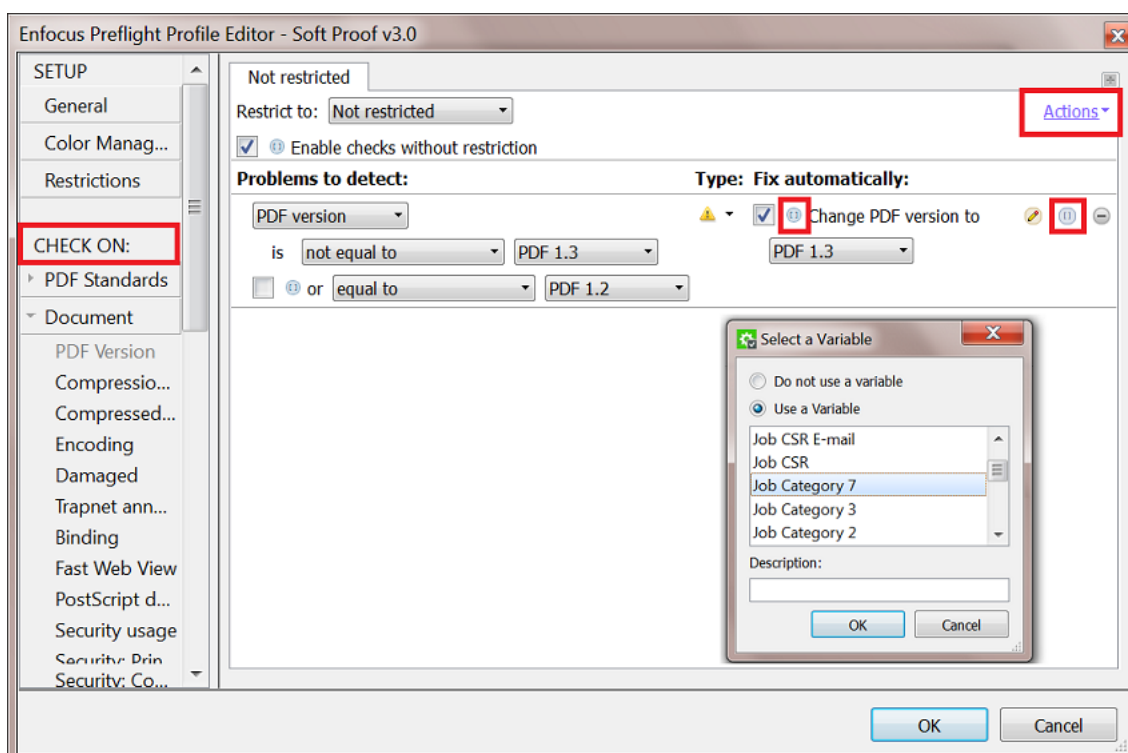 Enfocus Preflight Profile Editor - Soft Proof v3.0
SETUP
General
Color Manag...
Restrictions
CHECK ON:
PDF Standards
Document
PDF Version
Compressio...
Compressed...
Encoding
Damaged
Trapnet ann...
Binding
Fast Web View
PostScript d...
Security usage
Security: Prin
Security: Co...
Not restricted
Restrict to: Not restricted
Actions
Enable checks without restriction
Problems to detect: Type: Fix automatically:
PDF version Change PDF version to
is not equal to PDF 1.3 PDF 1.3
or equal to PDF 1.2
Select a Variable
Do not use a variable
Use a Variable
Job CSR E-mail
Job CSR
Job Category 7
Job Category 3
Job Category 2
Description:
OK Cancel
OK Cancel